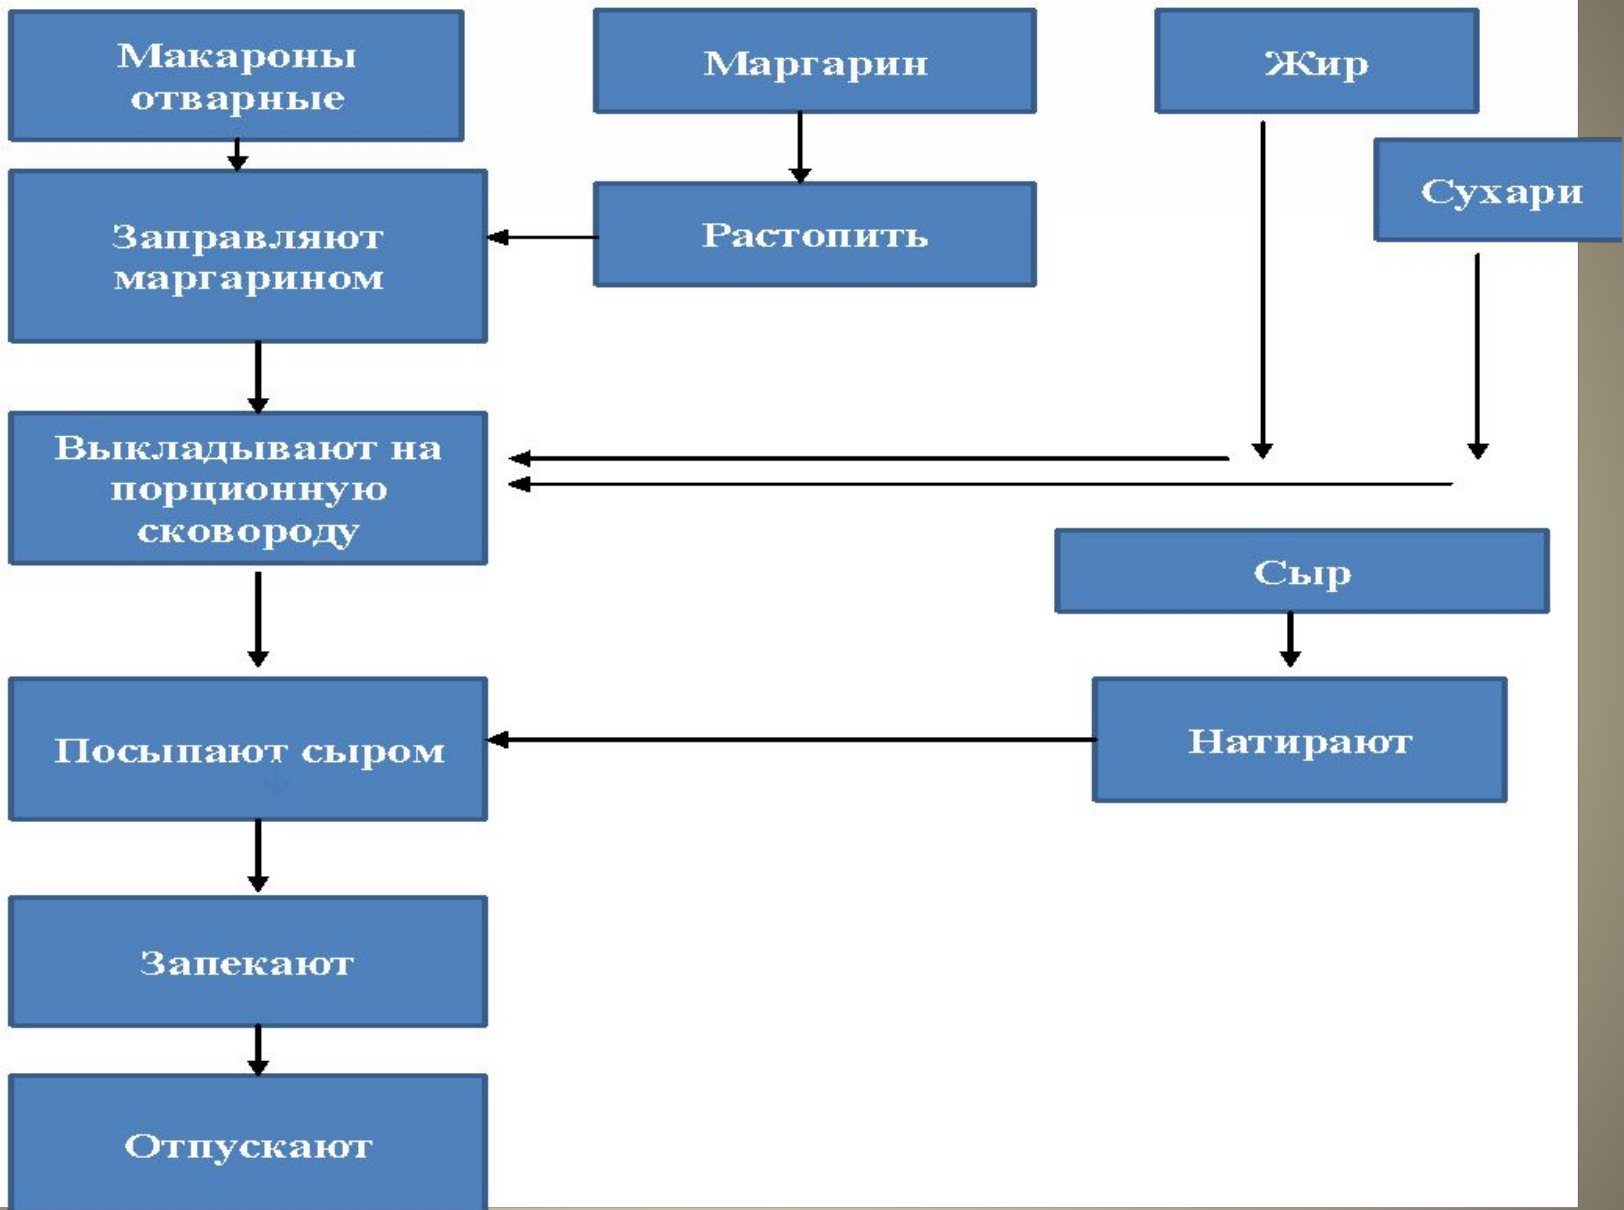 Макароны
отварные
Маргарин
Жир
Сухари
Заправляют
маргарином
Растопить
Выкладывают на
порционную
сковороду
Сыр
Посыпают сыром
Натирают
Запекают
Отпускают